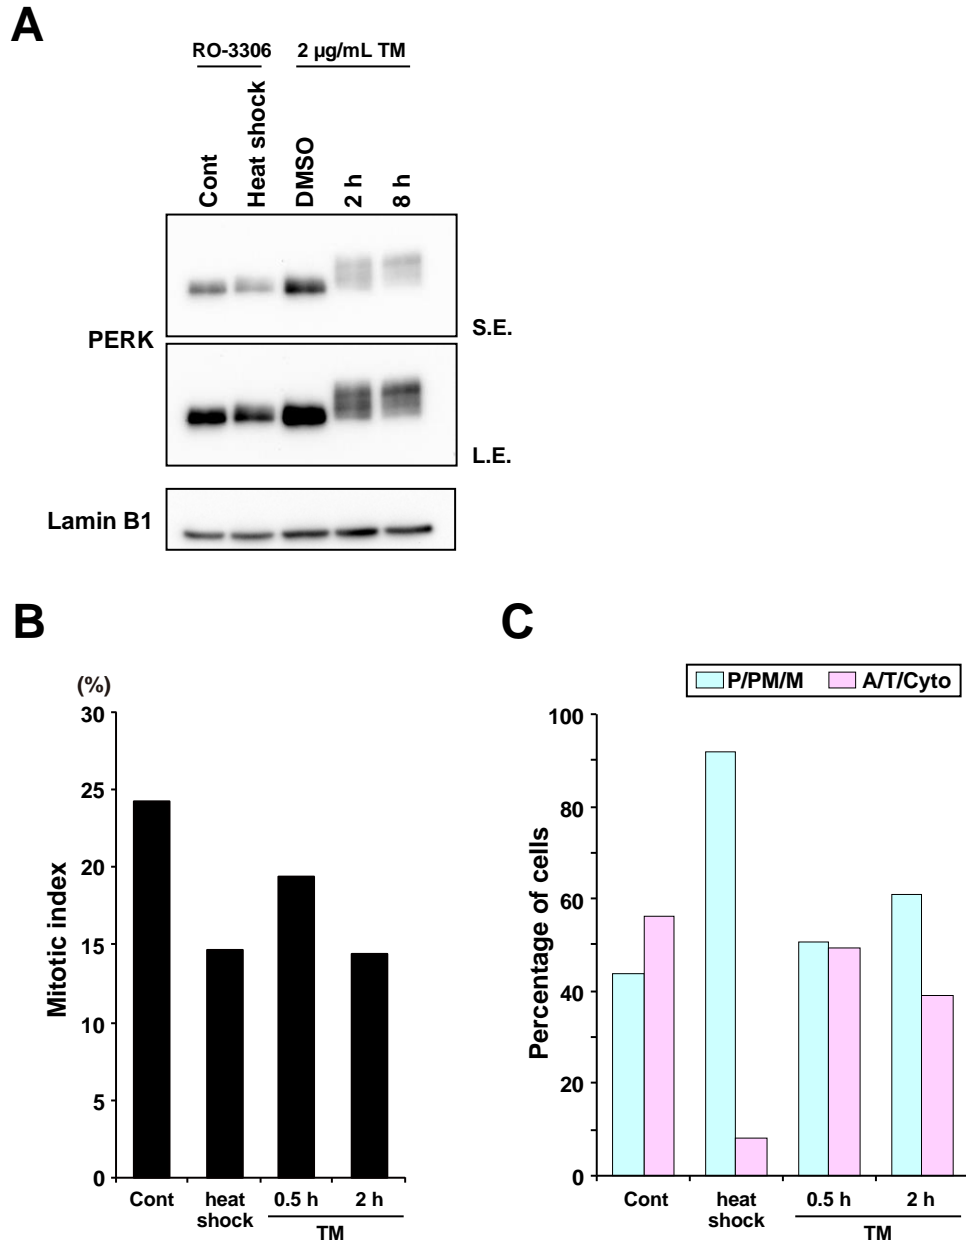 A
RO-3306
2 µg/mL TM
Cont
Heat shock
DMSO
2 h
8 h
PERK
S.E.
L.E.
Lamin B1
B
(%)
30
25
20
15
10
5
0
Mitotic index
Cont
heat
shock
0.5 h
2 h
TM
C
P/PM/M
A/T/Cyto
100
80
60
40
20
0
Percentage of cells
Cont
heat
shock
0.5 h
2 h
TM